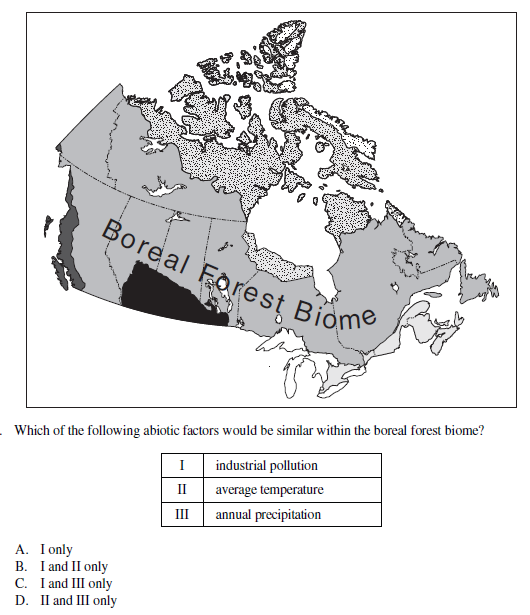 Boreal Forest Biome
. Which of the following abiotic factors would be similar within the boreal forest biome?
I industrial pollution
II average temperature
III annual precipitation
A. I only
B. I and II only
C. I and III only
D. II and III only